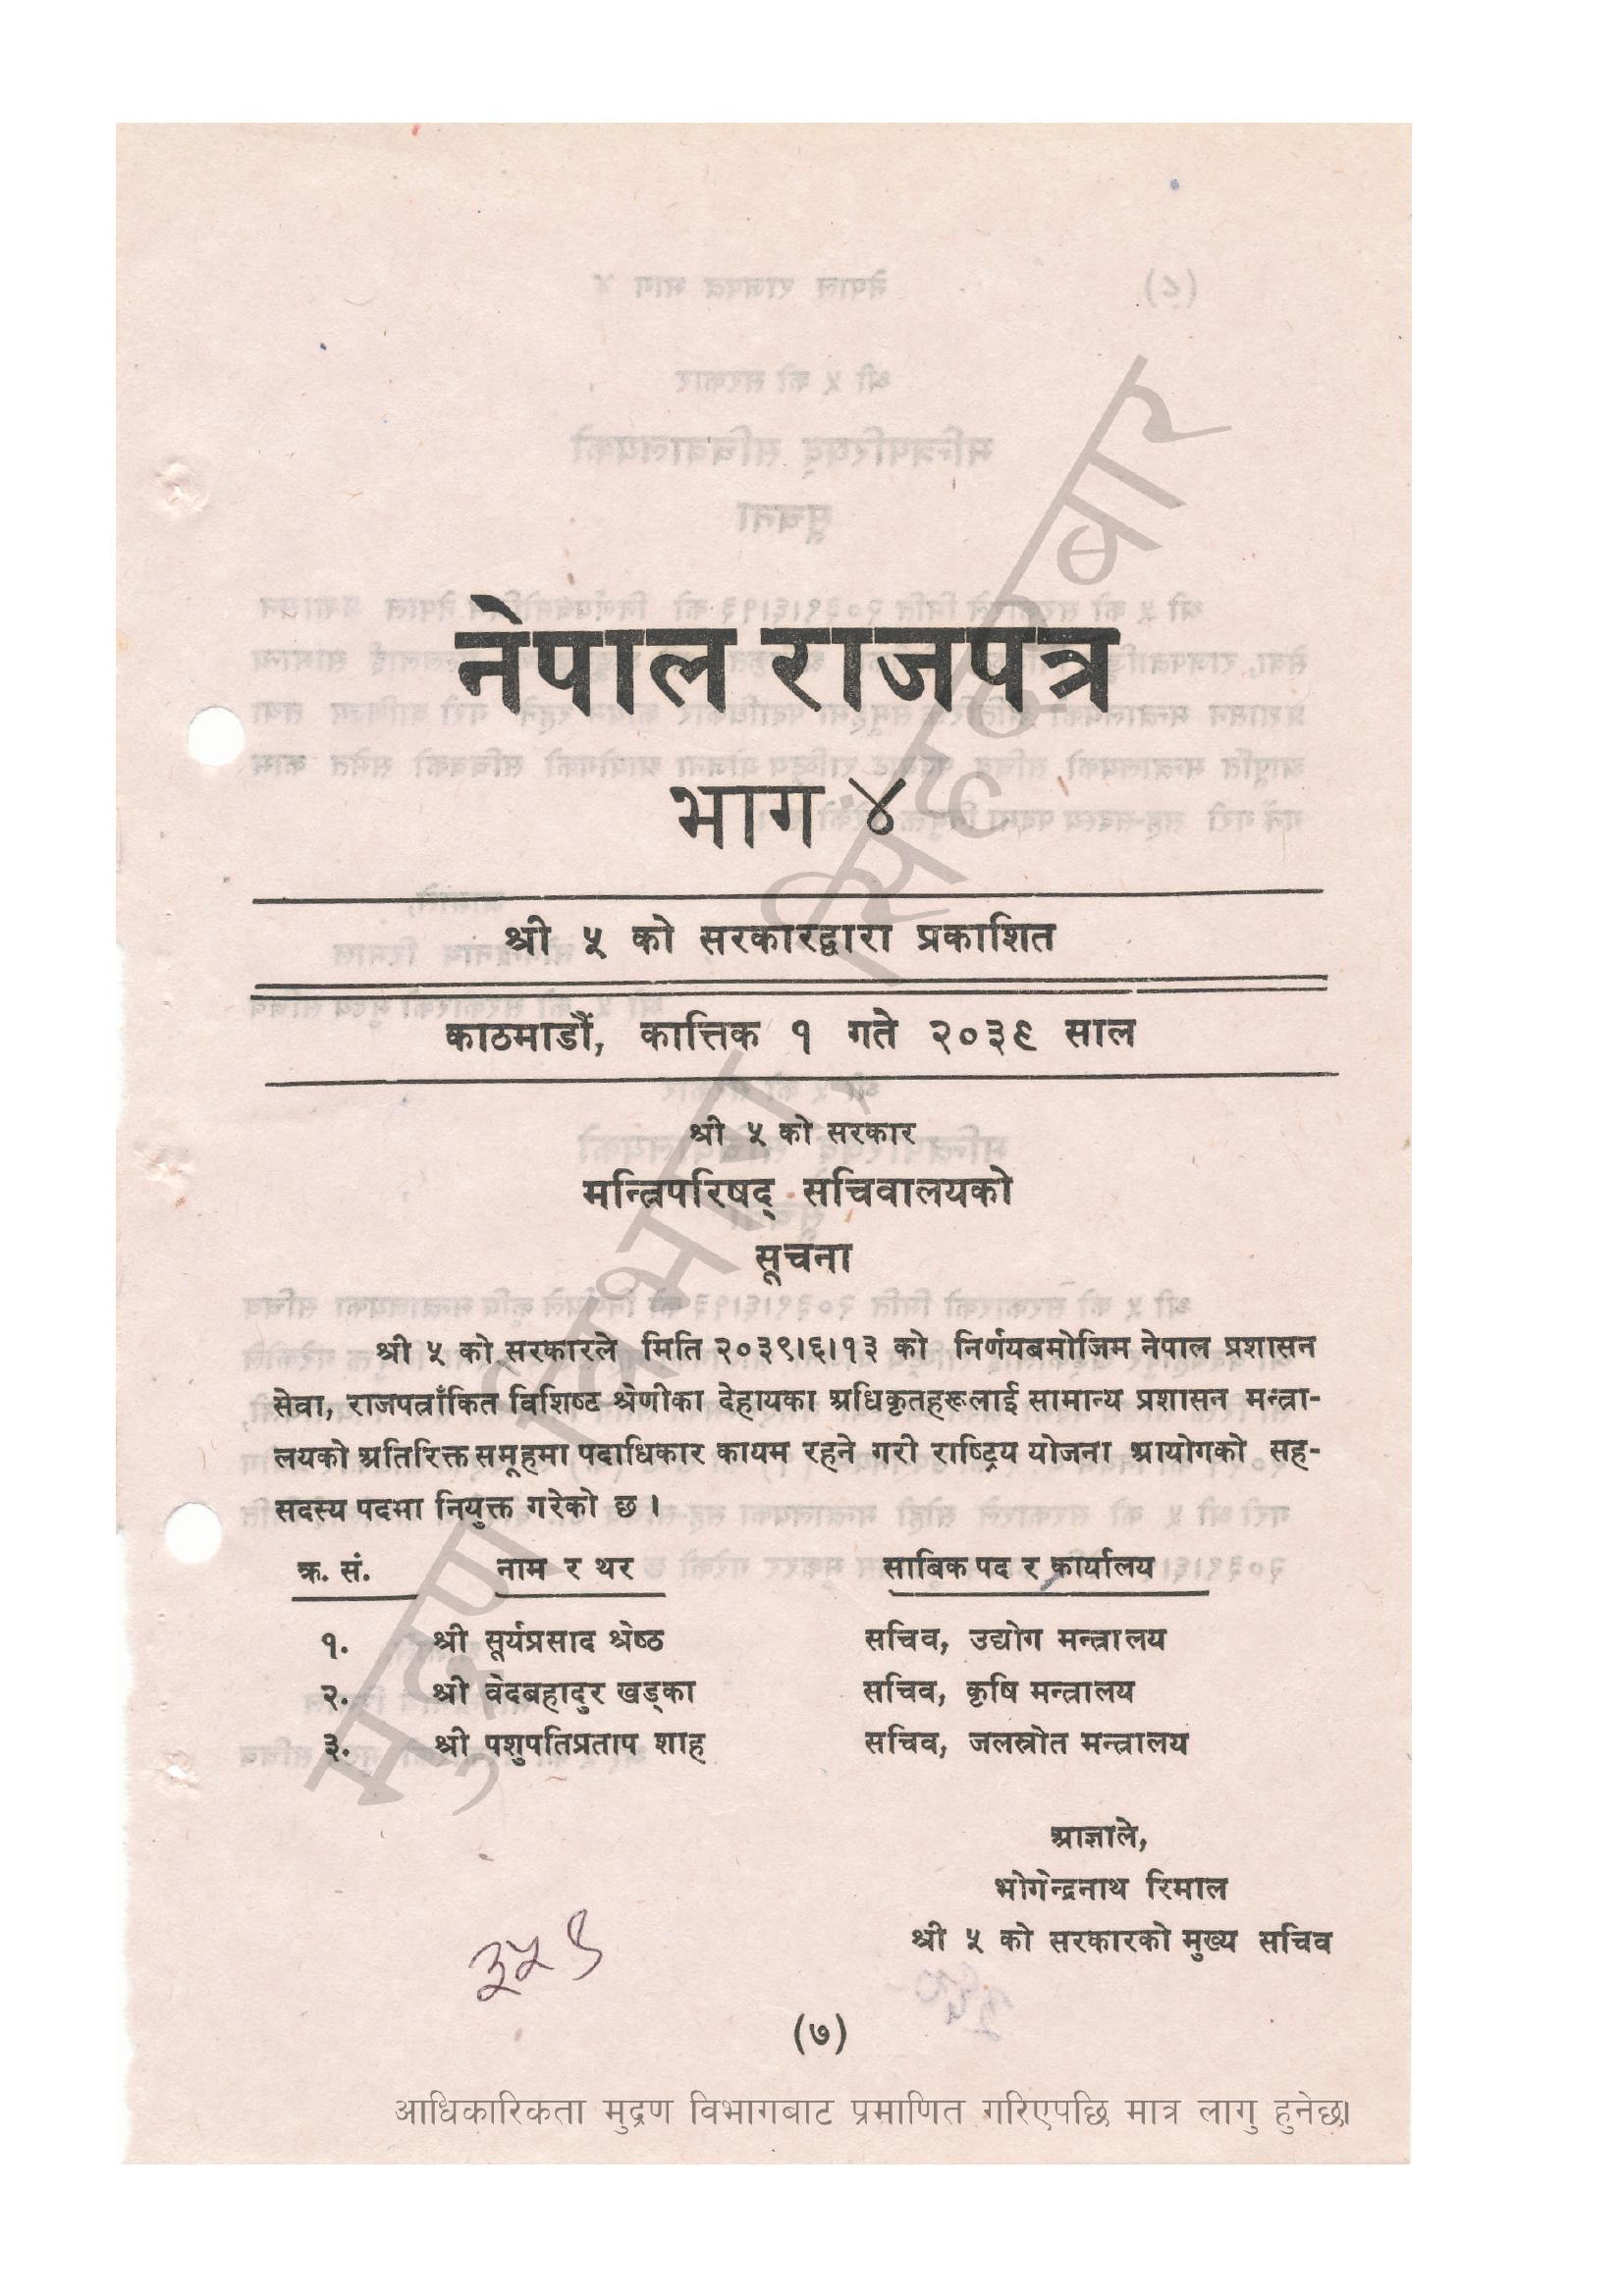 नेपाल राजपत्र
भाग ४
श्री ५ को सरकारद्वारा प्रकाशित
काठमाडौं, कात्तिक १ गते २०३९ साल
श्री ५ को सरकार
मन्त्रिपरिषद् सचिवालयको
सूचना
श्री ५ को सरकारले मिति २०३९।६।१३ को निर्णयबमोजिम नेपाल प्रशासन
सेवा, राजपत्रांकित विशिष्ट श्रेणीका देहायका अधिकृतहरूलाई सामान्य प्रशासन मन्त्रा-
लयको अतिरिक्त समूहमा पदाधिकार कायम रहने गरी राष्ट्रिय योजना आयोगको सह-
सदस्य पदमा नियुक्त गरेको छ ।
क्र. सं. नाम र थर साबिक पद र कार्यालय
१. श्री सूर्यप्रसाद श्रेष्ठ सचिव, उद्योग मन्त्रालय
२. श्री वेदबहादुर खड्का सचिव, कृषि मन्त्रालय
३. श्री पशुपतिप्रताप शाह सचिव, जलस्रोत मन्त्रालय
आज्ञाले,
भोगेन्द्रनाथ रिमाल
श्री ५ को सरकारको मुख्य सचिव
३५९
(७)
आधिकारिकता मुद्रण विभागबाट प्रमाणित गरिएपछि मात्र लागु हुनेछ।
मुद्रण विभाग, सिंहदरबार